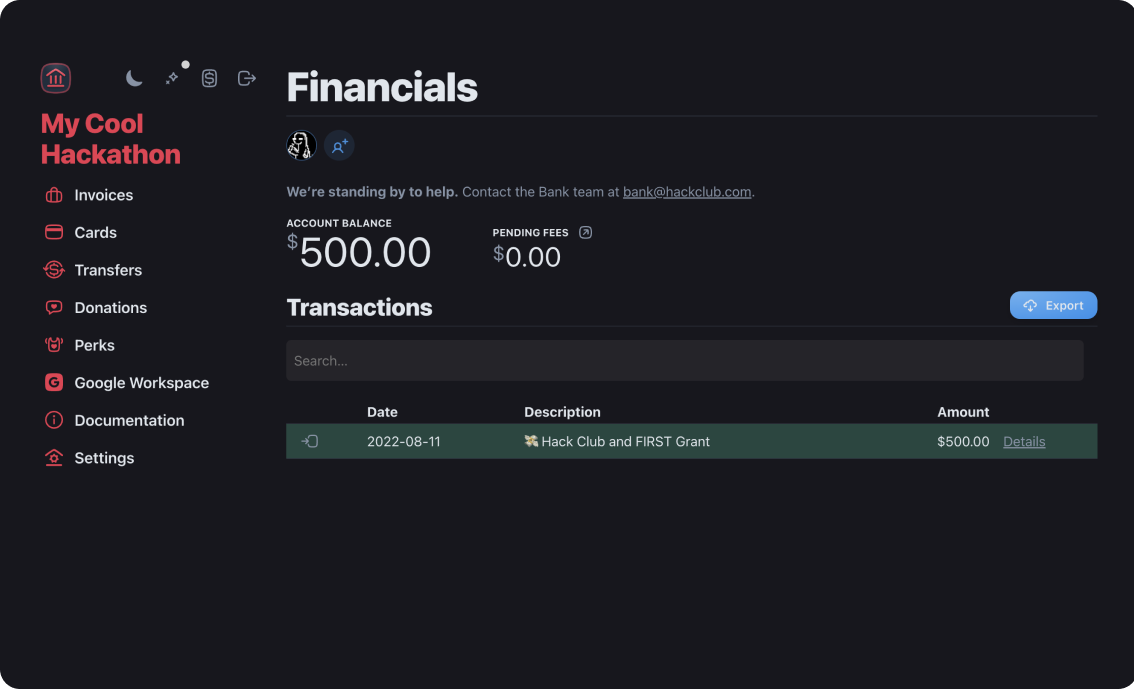 My Cool
Hackathon
Invoices
Cards
Transfers
Donations
Perks
Google Workspace
Documentation
Settings
Financials
We’re standing by to help. Contact the Bank team at bank@hackclub.com.
ACCOUNT BALANCE
$500.00
PENDING FEES
$0.00
Transactions
Export
Search...
Date Description Amount
2022-08-11 💸 Hack Club and FIRST Grant $500.00 Details